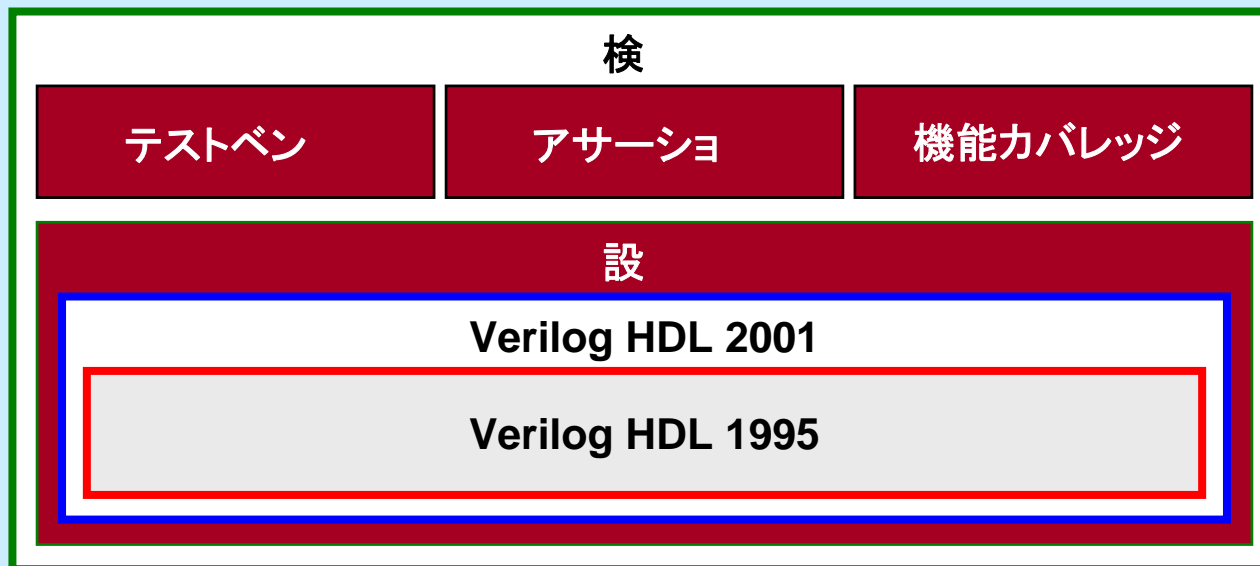 検
テストベン
アサーショ
機能カバレッジ
設
Verilog HDL 2001
Verilog HDL 1995